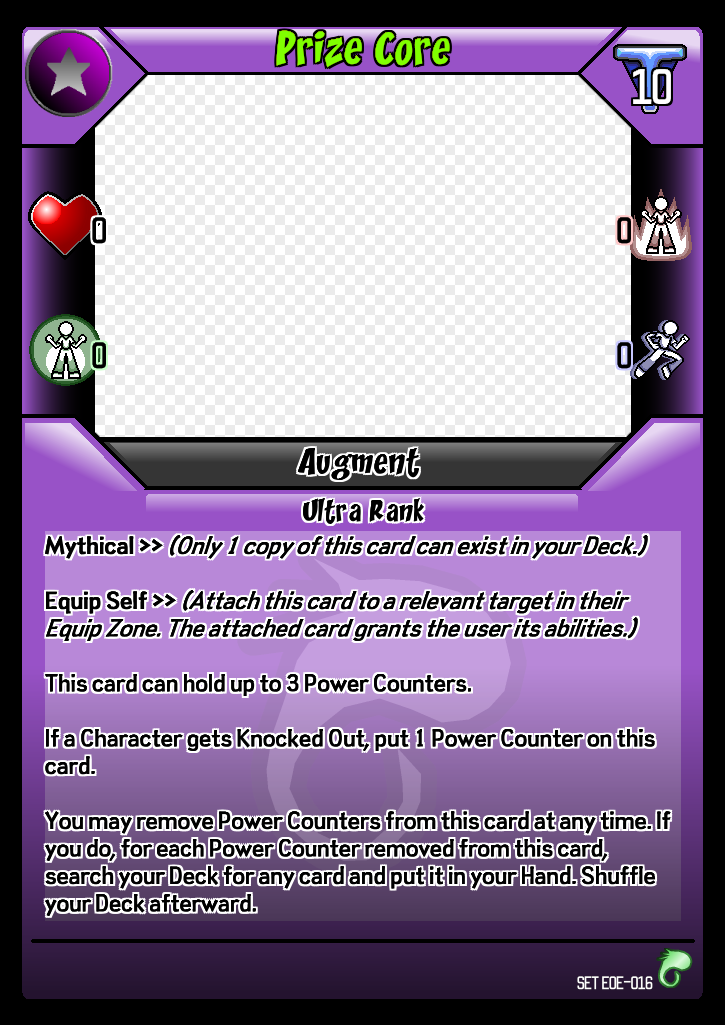 Prize Core
10
0
0
0
0
Augment
Ultra Rank
Mythical >> (Only 1 copy of this card can exist in your Deck.)
Equip Self >> (Attach this card to a relevant target in their
Equip Zone. The attached card grants the user its abilities.)
This card can hold up to 3 Power Counters.
If a Character gets Knocked Out, put 1 Power Counter on this
card.
You may remove Power Counters from this card at any time. If
you do, for each Power Counter removed from this card,
search your Deck for any card and put it in your Hand. Shuffle
your Deck afterward.
SET EOE-016